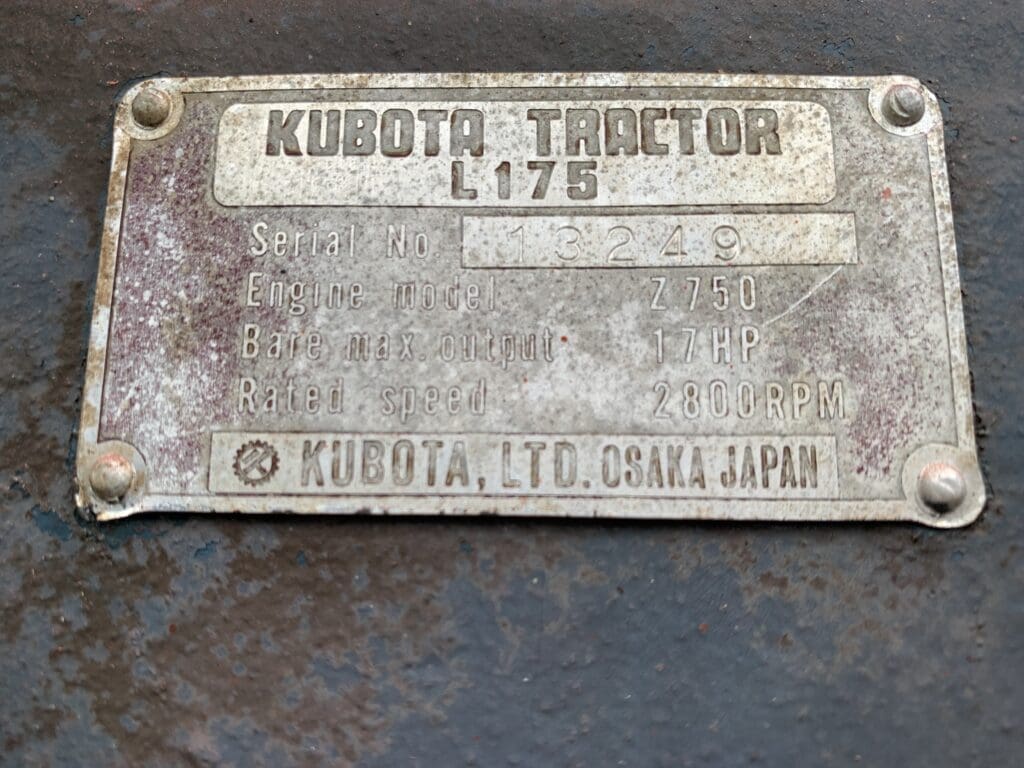 KUBOTA TRACTOR
L175
Serial No. 13249
Engine model Z750
Bare max. output 17HP
Rated speed 2800RPM
KUBOTA, LTD. OSAKA JAPAN